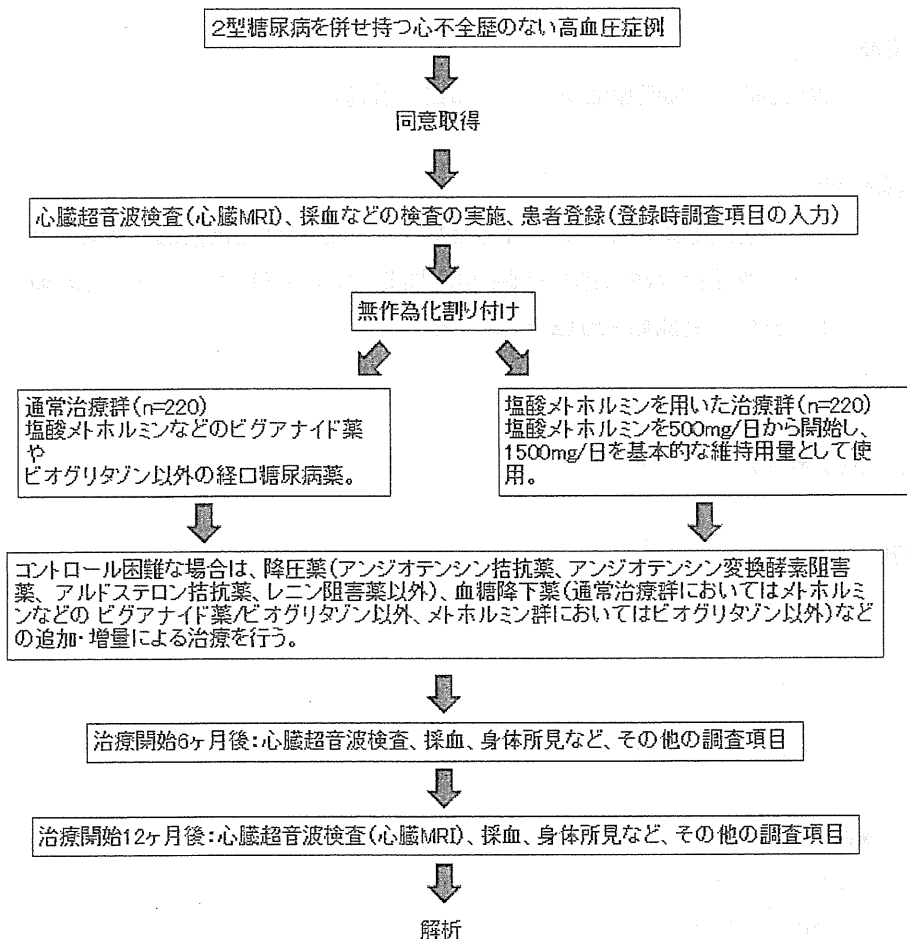 2型糖尿病を併せ持つ心不全歴のない高血圧症例
同意取得
心臓超音波検査(心臓MRI)、採血などの検査の実施、患者登録(登録時調査項目の入力)
無作為化割り付け
通常治療群(n=220)
塩酸メトホルミンなどのビグアナイド薬
や
ピオグリタゾン以外の経口糖尿病薬。
塩酸メトホルミンを用いた治療群(n=220)
塩酸メトホルミンを500mg/日から開始し、
1500mg/日を基本的な維持用量として使
用。
コントロール困難な場合は、降圧薬(アンジオテンシン拮抗薬、アンジオテンシン変換酵素阻害
薬、アルドステロン拮抗薬、レニン阻害薬以外)、血糖降下薬(通常治療群においてはメトホルミ
ンなどの ビグアナイド薬/ピオグリタゾン以外、メトホルミン群においてはピオグリタゾン以外)など
の追加・増量による治療を行う。
治療開始6ヶ月後:心臓超音波検査、採血、身体所見など、その他の調査項目
治療開始12ヶ月後:心臓超音波検査(心臓MRI)、採血、身体所見など、その他の調査項目
解析